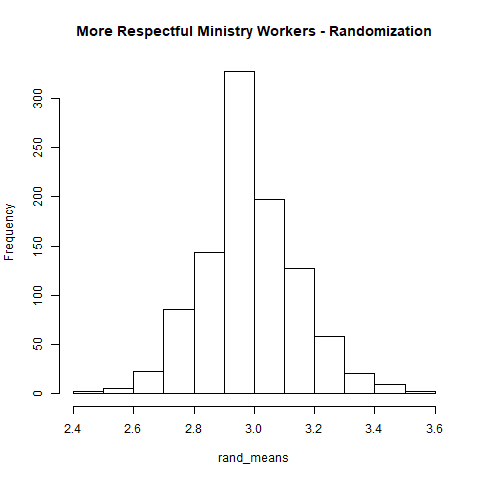 More Respectful Ministry Workers - Randomization
Frequency
300
250
200
150
100
50
0
2.4 2.6 2.8 3.0 3.2 3.4 3.6
rand_means